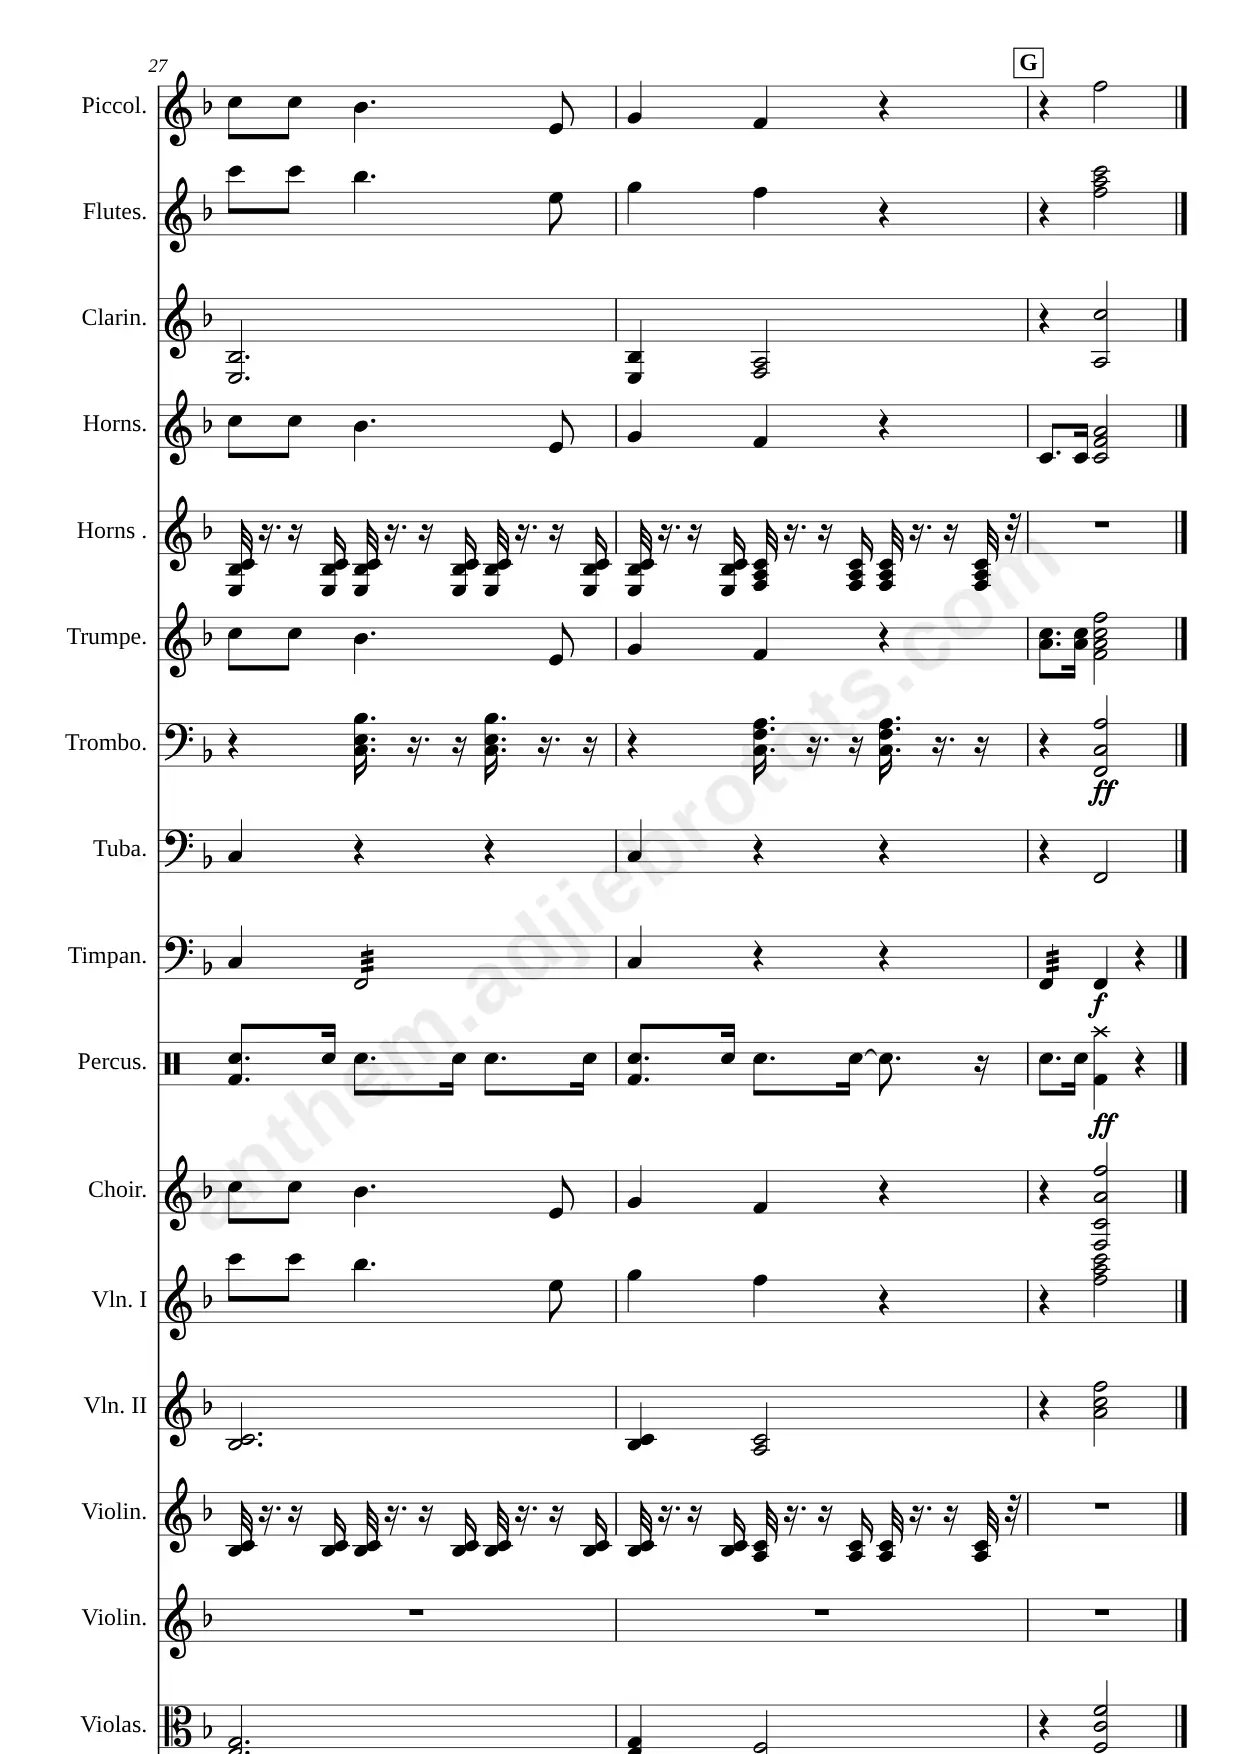 27
G
Piccol.
Flutes.
Clarin.
Horns.
Horns .
Trumpe.
Trombo.
ff
Tuba.
Timpan.
f
Percus.
ff
Choir.
Vln. I
Vln. II
Violin.
Violin.
Violas.
anthem.adjiebrotots.com